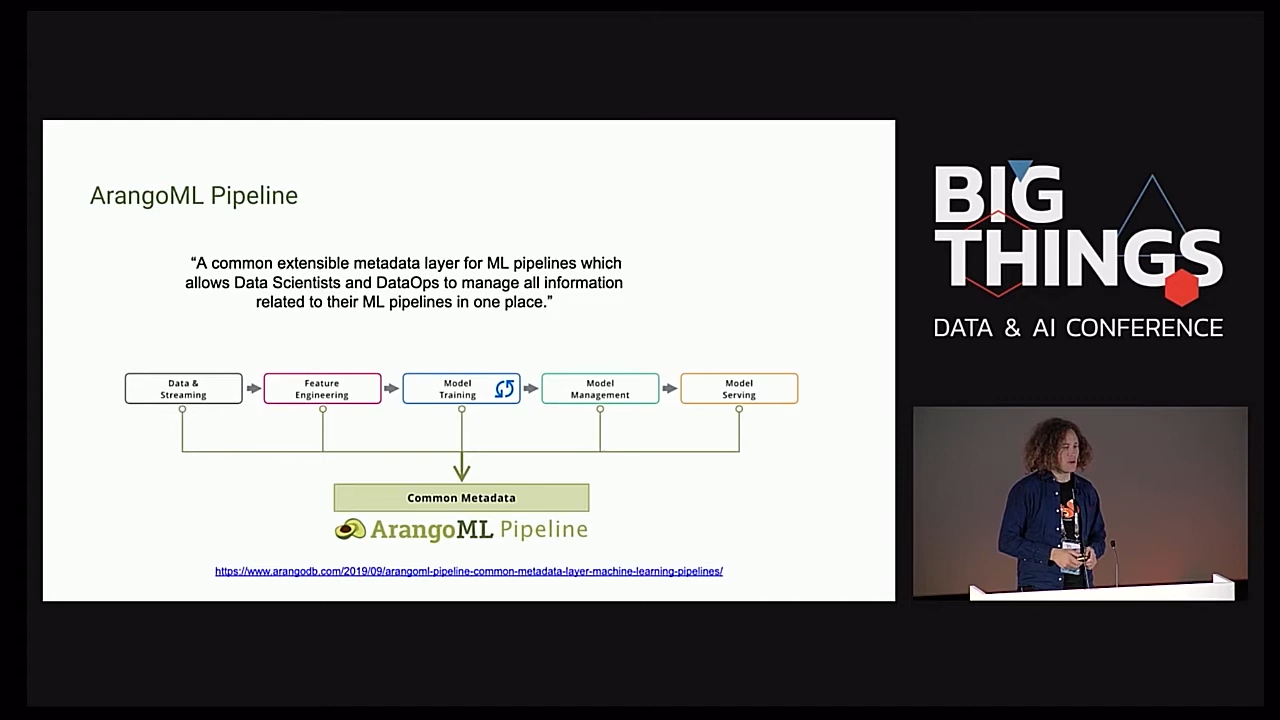 ArangoML Pipeline
“A common extensible metadata layer for ML pipelines which
allows Data Scientists and DataOps to manage all information
related to their ML pipelines in one place.”
Data &
Streaming
Feature
Engineering
Model
Training
Model
Management
Model
Serving
Common Metadata
ArangoML Pipeline
https://www.arangodb.com/2019/09/arangoml-pipeline-common-metadata-layer-machine-learning-pipelines/
BIG
THINGS
DATA & AI CONFERENCE